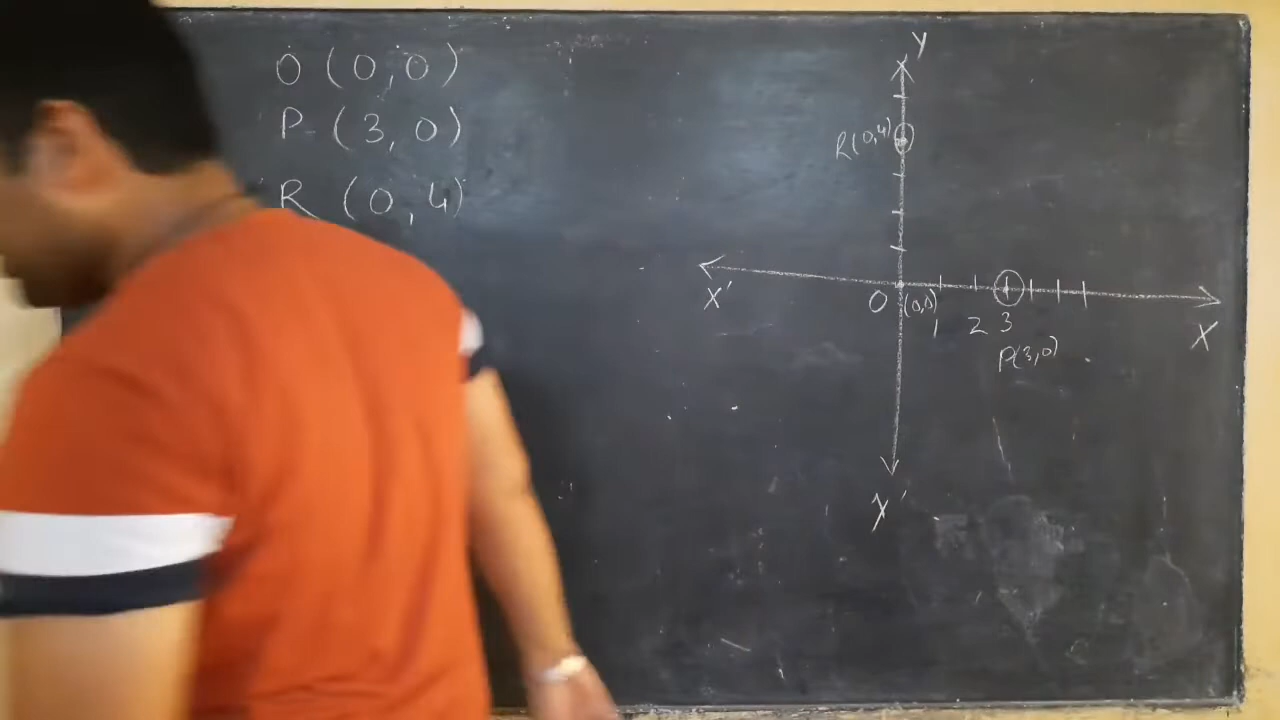 O (0,0)
P (3,0)
R (0,4)
Y
R(0,4)
X'
O (0,0)
1 2 3
X
P(3,0)
Y'